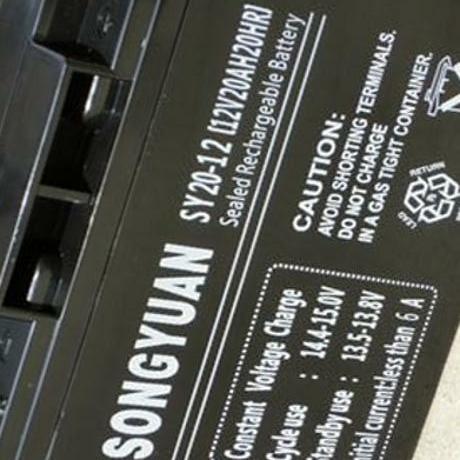 SONGYUAN
SY20-12 [12V20AH20HR]
Sealed Rechargeable Battery
CAUTION:
AVOID SHORTING TERMINALS.
DO NOT CHARGE
IN A GAS TIGHT CONTAINER.
RETURN
LEAD
Constant Voltage Charge
Cycle use : 14.4-15.0V
Standby use : 13.5-13.8V
current:less than 6 A